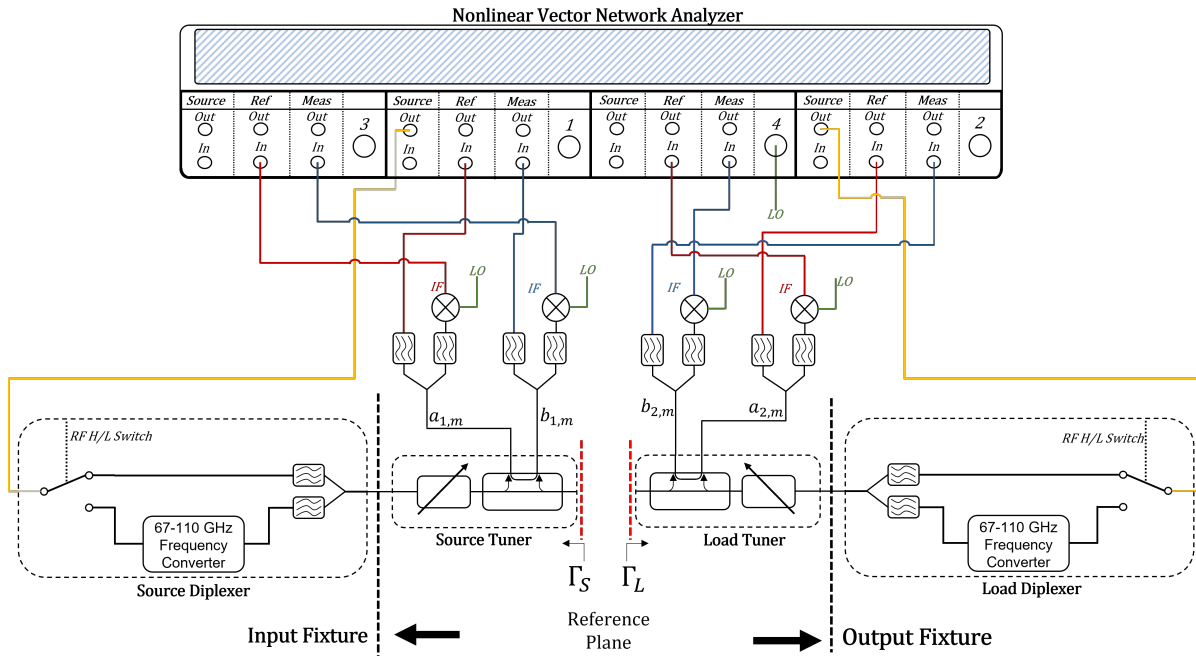 Nonlinear Vector Network Analyzer
Source Ref Meas Source Ref Meas Source Ref Meas Source Ref Meas
Out Out Out 3 Out Out Out 1 Out Out Out 4 Out Out Out 2
In In In In In In In In In In In In
LO
IF LO IF LO IF LO IF LO
a1,m b1,m b2,m a2,m
RF H/L Switch
RF H/L Switch
67-110 GHz
Frequency
Converter
Source Diplexer
Source Tuner
Load Tuner
67-110 GHz
Frequency
Converter
Load Diplexer
ΓS ΓL
Reference
Plane
Input Fixture
Output Fixture